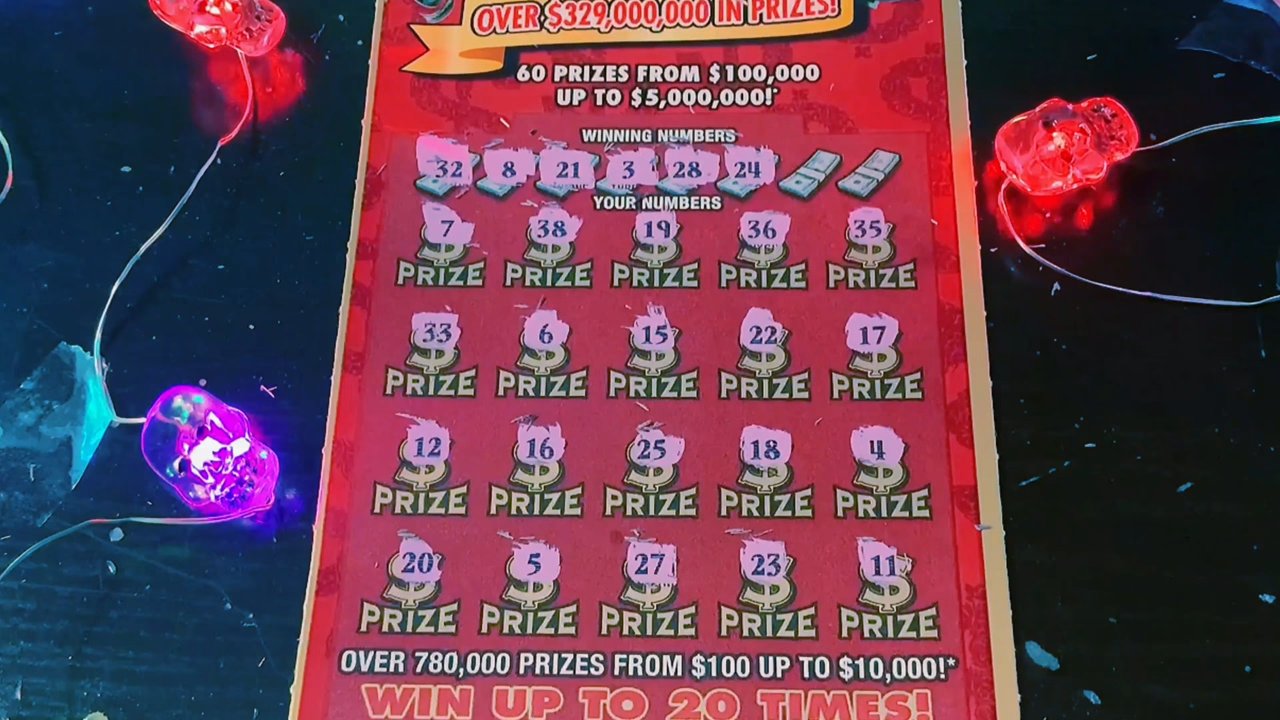 OVER $329,000,000 IN PRIZES!
60 PRIZES FROM $100,000
UP TO $5,000,000!*
WINNING NUMBERS
32 8 21 3 28 24
YOUR NUMBERS
7 38 19 36 35
PRIZE PRIZE PRIZE PRIZE PRIZE
33 6 15 22 17
PRIZE PRIZE PRIZE PRIZE PRIZE
12 16 25 18 4
PRIZE PRIZE PRIZE PRIZE PRIZE
20 5 27 23 11
PRIZE PRIZE PRIZE PRIZE PRIZE
OVER 780,000 PRIZES FROM $100 UP TO $10,000!*
WIN UP TO 20 TIMES!